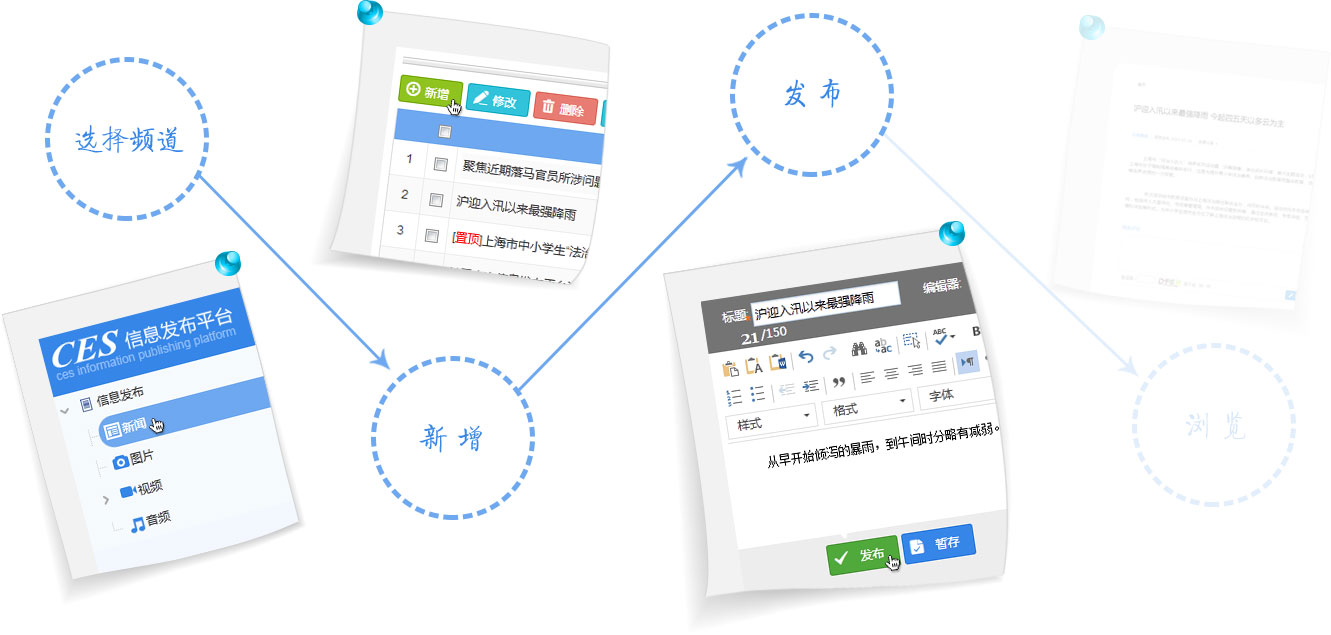 选择频道
CES 信息发布平台
ces information publishing platform
信息发布
新闻
图片
视频
音频
新增 修改 删除
1 聚焦近期落马官员所涉问题
2 沪迎入汛以来最强降雨
3 [置顶]上海市中小学生“法治
新增
发布
标题: 沪迎入汛以来最强降雨 编辑器:
21/150
ABC
B
样式 格式 字体
从早开始倾泻的暴雨，到午间时分略有减弱。
发布 暂存
沪迎入汛以来最强降雨 今起四五天以多云为主
浏览